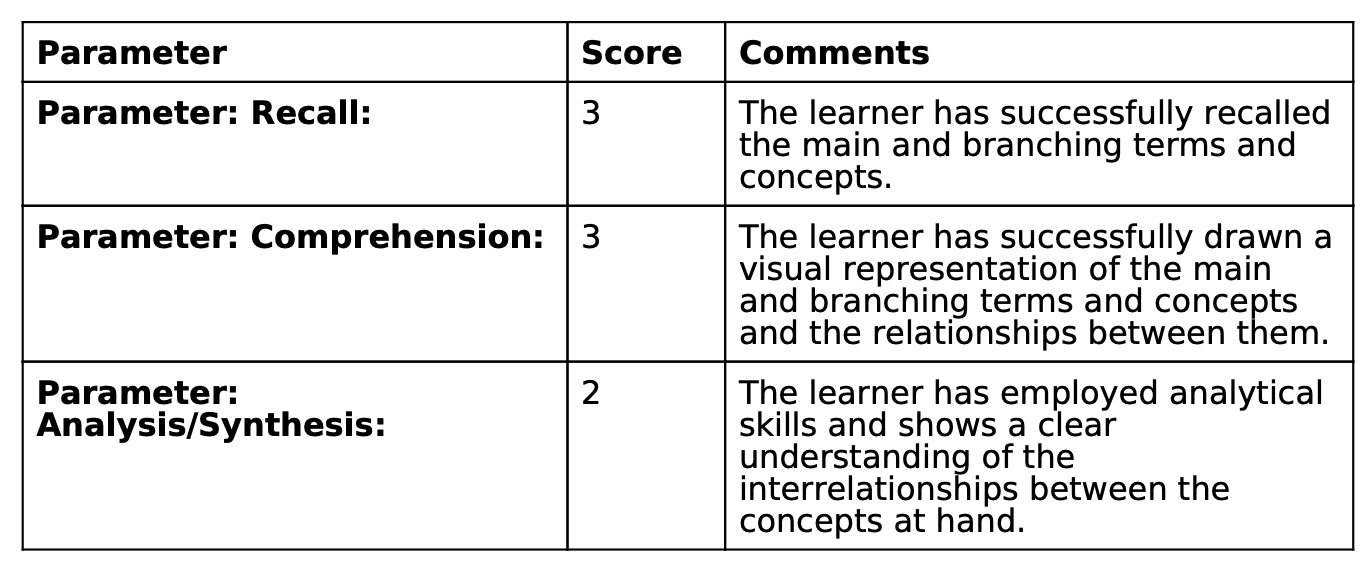 Parameter Score Comments
Parameter: Recall: 3 The learner has successfully recalled
the main and branching terms and
concepts.
Parameter: Comprehension: 3 The learner has successfully drawn a
visual representation of the main
and branching terms and concepts
and the relationships between them.
Parameter: 2 The learner has employed analytical
Analysis/Synthesis: skills and shows a clear
understanding of the
interrelationships between the
concepts at hand.